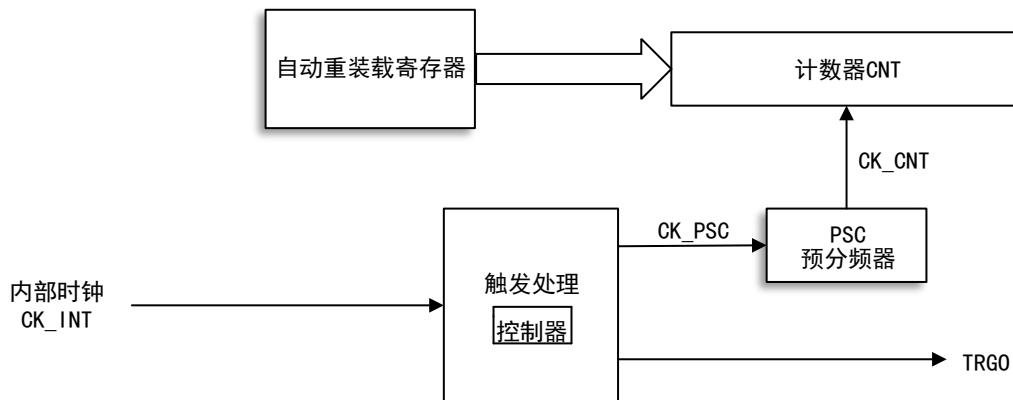 自动重装载寄存器
计数器CNT
CK_CNT
CK_PSC
PSC
预分频器
内部时钟
CK_INT
触发处理
控制器
TRGO